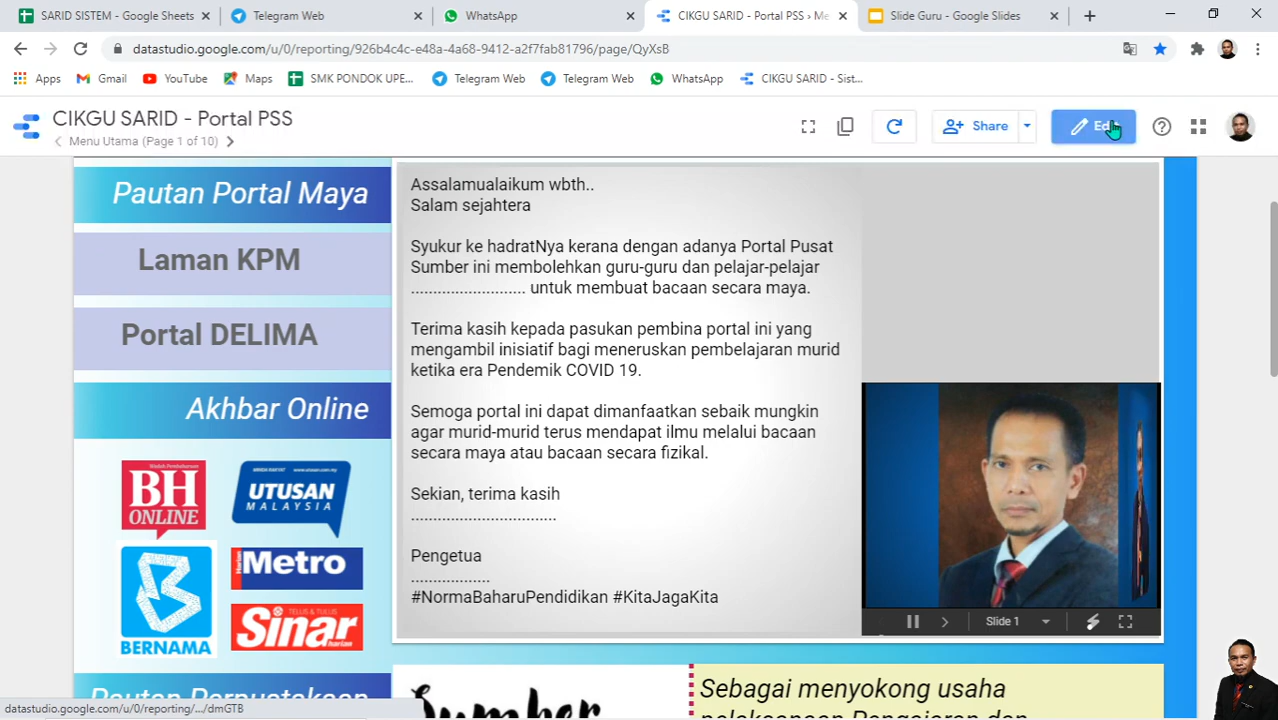 SARID SISTEM - Google Sheets
Telegram Web
WhatsApp
CIKGU SARID - Portal PSS › Me
Slide Guru - Google Slides
datastudio.google.com/u/0/reporting/926b4c4c-e48a-4a68-9412-a2f7fab81796/page/QyXsB
Apps
Gmail
YouTube
Maps
SMK PONDOK UPE...
Telegram Web
Telegram Web
WhatsApp
CIKGU SARID - Sist...
CIKGU SARID - Portal PSS
Menu Utama (Page 1 of 10)
Share
Edit
Pautan Portal Maya
Laman KPM
Portal DELIMA
Akhbar Online
BH
ONLINE
UTUSAN
MALAYSIA
BERNAMA
Metro
Sinar
Pautan Perpustakaan
Assalamualaikum wbth..
Salam sejahtera
Syukur ke hadratNya kerana dengan adanya Portal Pusat
Sumber ini membolehkan guru-guru dan pelajar-pelajar
.......................... untuk membuat bacaan secara maya.
Terima kasih kepada pasukan pembina portal ini yang
mengambil inisiatif bagi meneruskan pembelajaran murid
ketika era Pendemik COVID 19.
Semoga portal ini dapat dimanfaatkan sebaik mungkin
agar murid-murid terus mendapat ilmu melalui bacaan
secara maya atau bacaan secara fizikal.
Sekian, terima kasih
.................................
Pengetua
..................
#NormaBaharuPendidikan #KitaJagaKita
Slide 1
Sumber
Sebagai menyokong usaha
pelaksanaan Pengajaran dan
datastudio.google.com/u/0/reporting/.../dmGTB